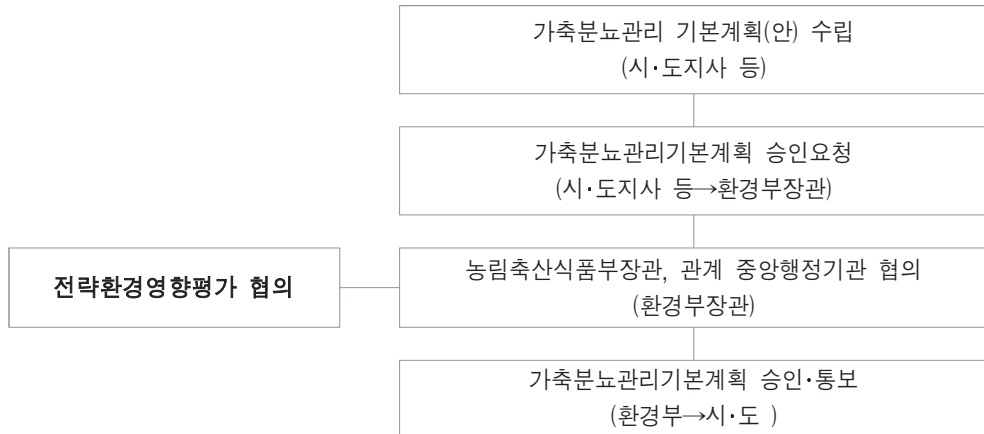 가축분뇨관리 기본계획(안) 수립
(시·도지사 등)
가축분뇨관리기본계획 승인요청
(시·도지사 등→환경부장관)
전략환경영향평가 협의
농림축산식품부장관, 관계 중앙행정기관 협의
(환경부장관)
가축분뇨관리기본계획 승인·통보
(환경부→시·도 )